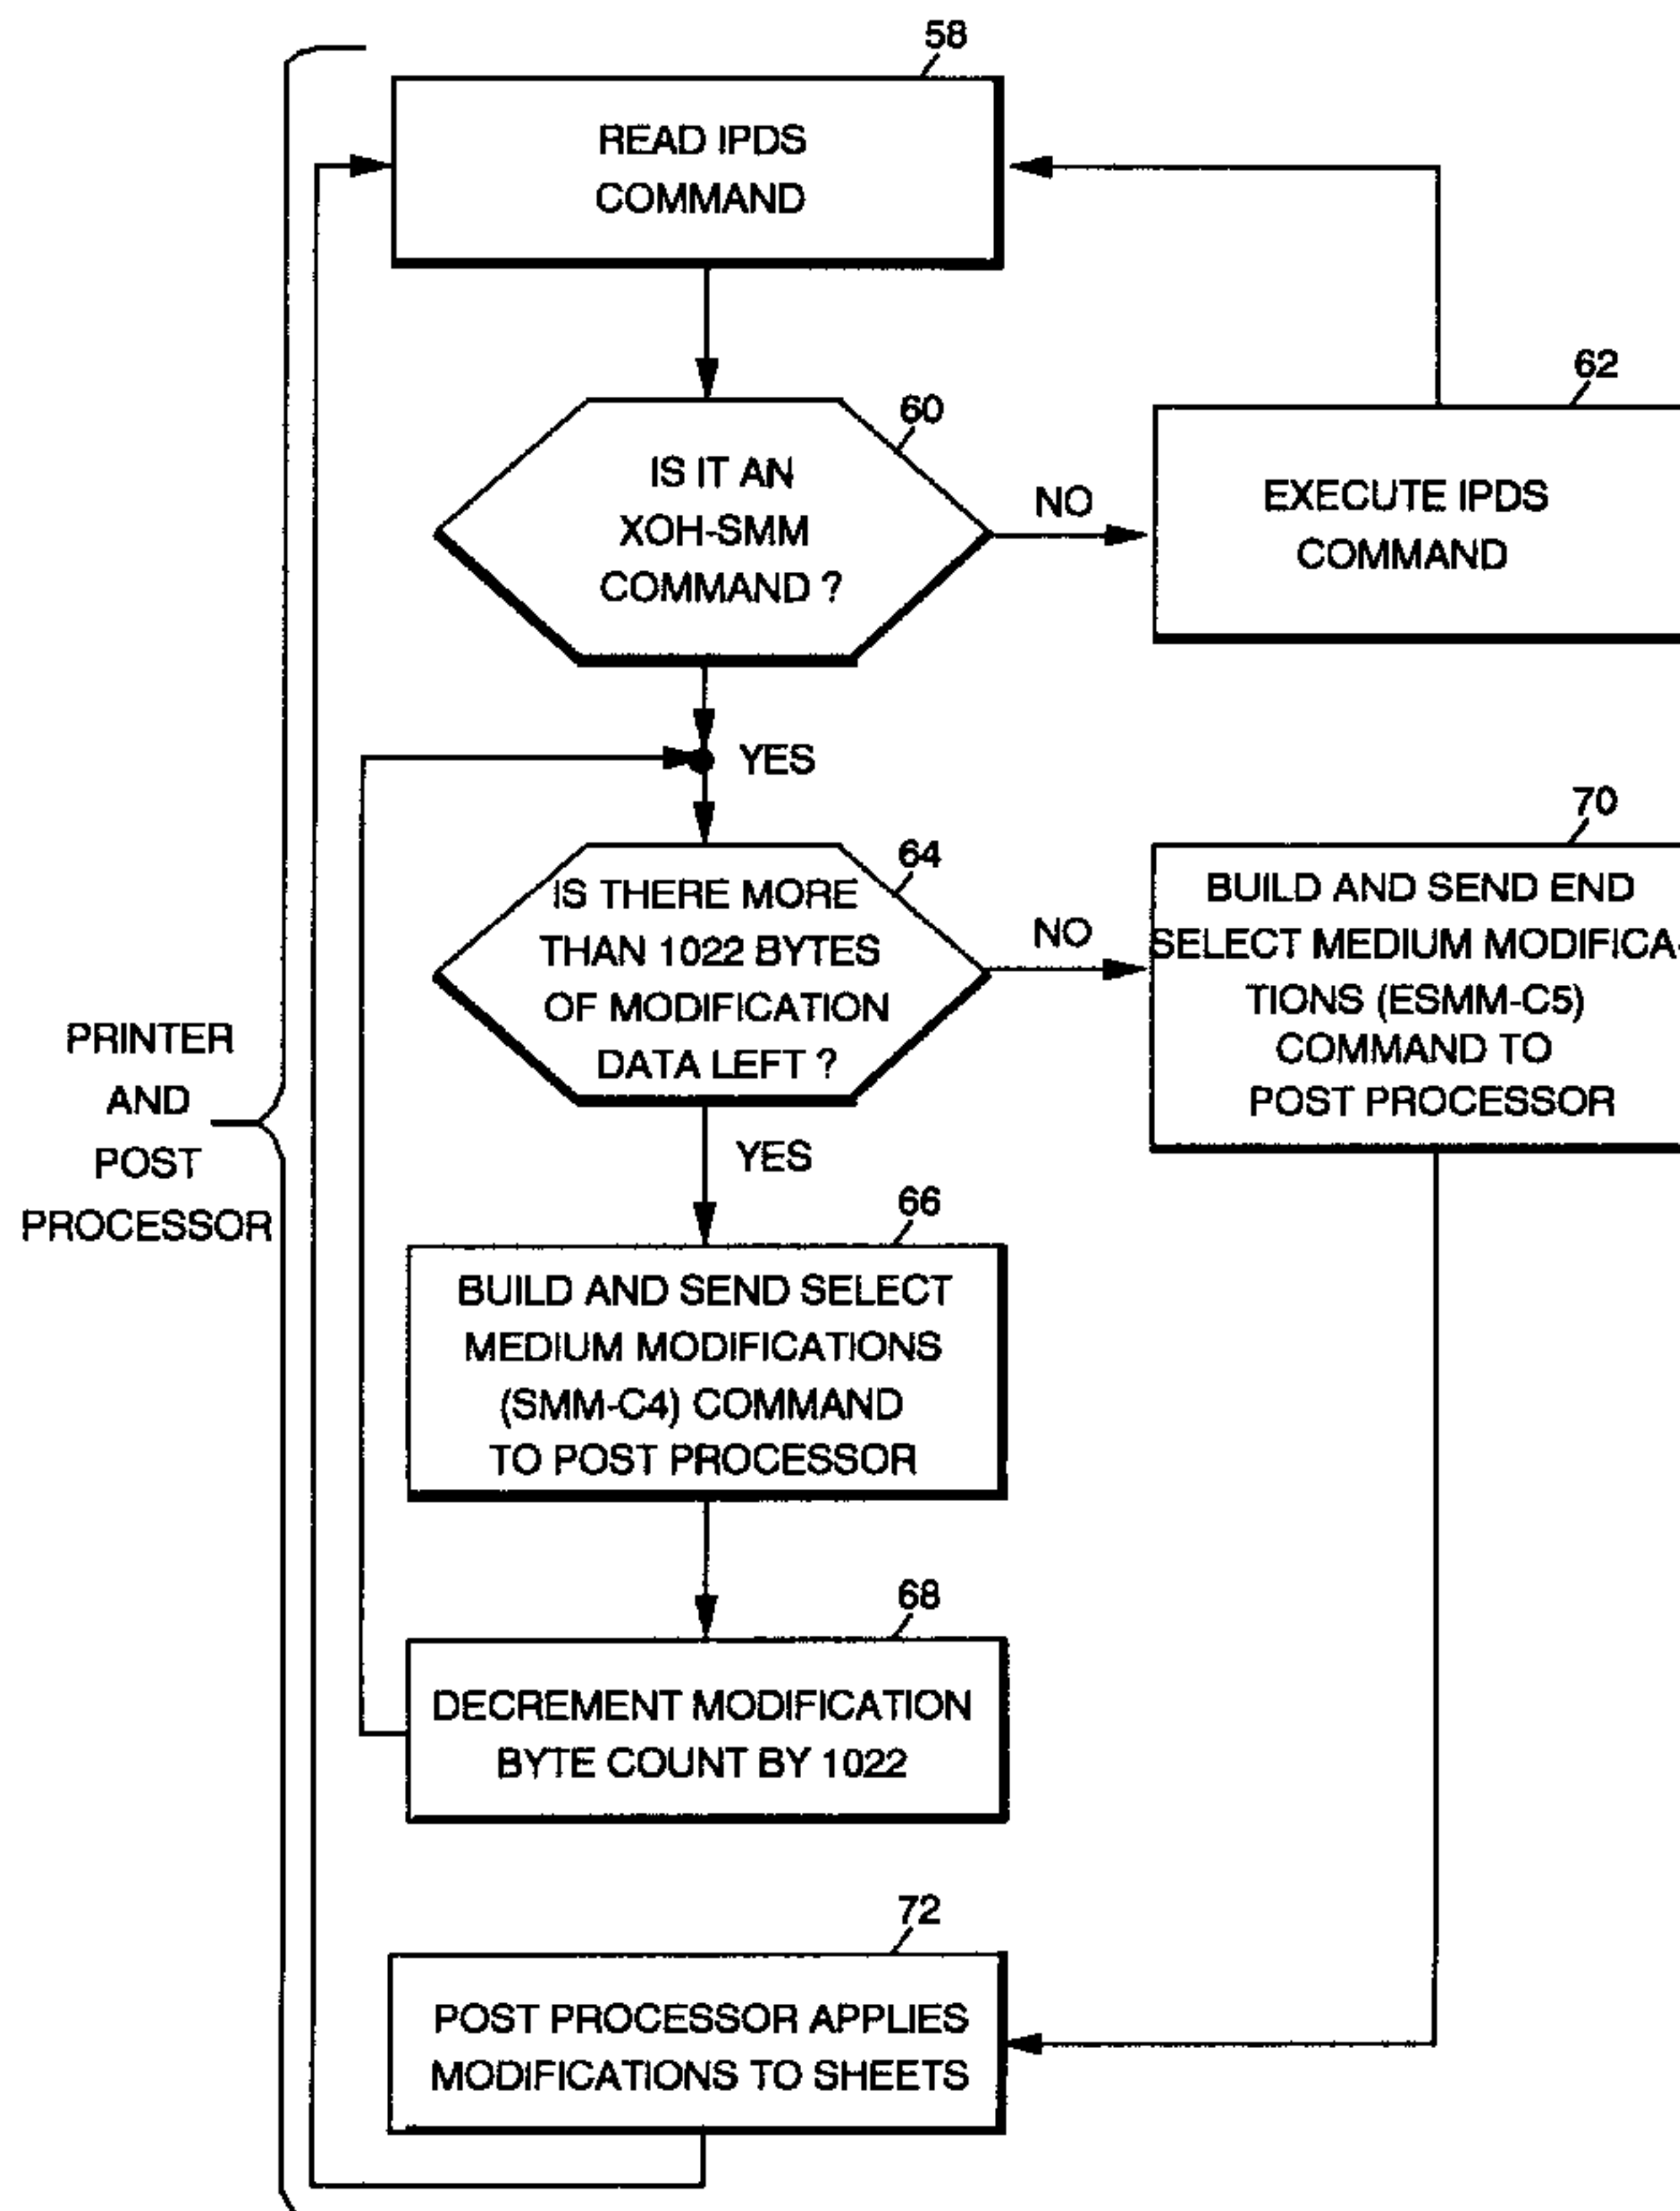 58
READ IPDS
COMMAND
60
IS IT AN
XOH-SMM
COMMAND ?
NO
62
EXECUTE IPDS
COMMAND
YES
64
IS THERE MORE
THAN 1022 BYTES
OF MODIFICATION
DATA LEFT ?
NO
70
BUILD AND SEND END
SELECT MEDIUM MODIFICA-
TIONS (ESMM-C5)
COMMAND TO
POST PROCESSOR
PRINTER
AND
POST
PROCESSOR
YES
66
BUILD AND SEND SELECT
MEDIUM MODIFICATIONS
(SMM-C4) COMMAND
TO POST PROCESSOR
68
DECREMENT MODIFICATION
BYTE COUNT BY 1022
72
POST PROCESSOR APPLIES
MODIFICATIONS TO SHEETS